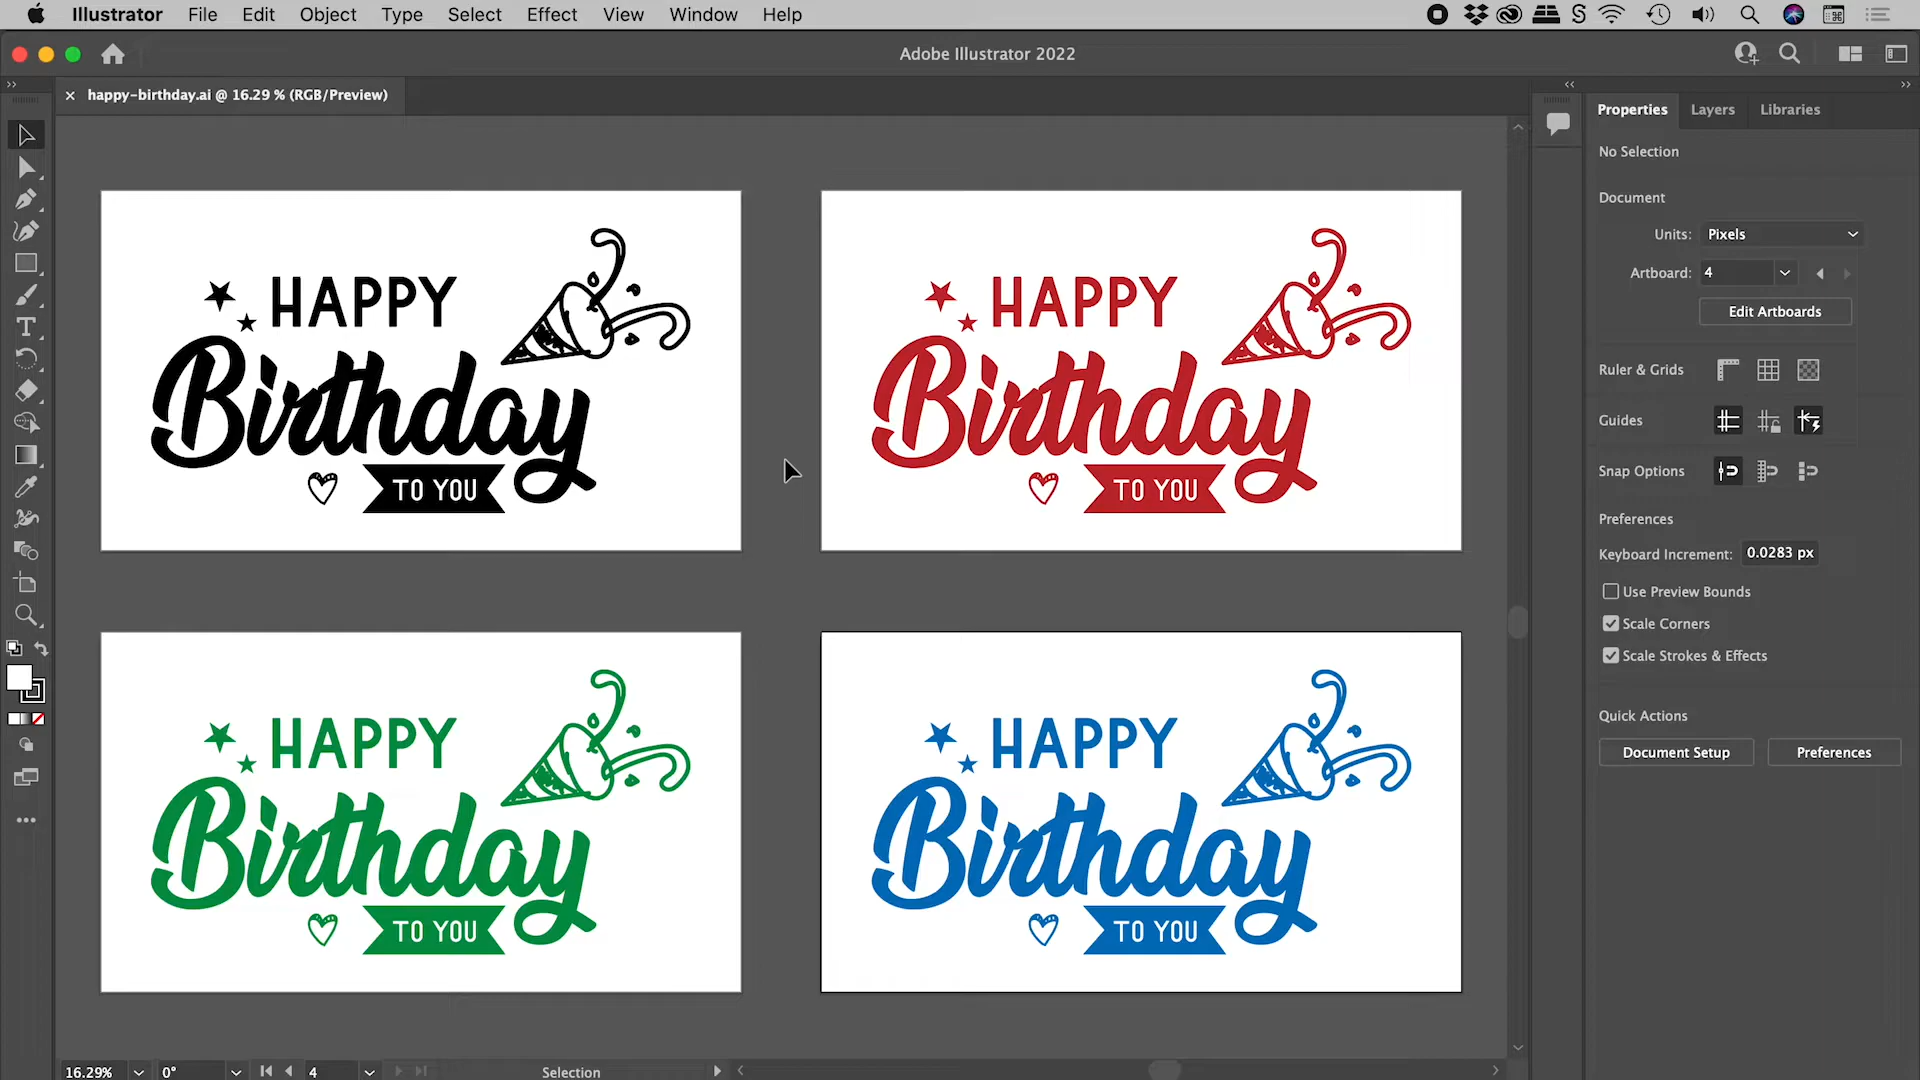 Illustrator File Edit Object Type Select Effect View Window Help
Adobe Illustrator 2022
happy-birthday.ai @ 16.29 % (RGB/Preview)
Properties Layers Libraries
No Selection
Document
Units: Pixels
Artboard: 4
Edit Artboards
Ruler & Grids
Guides
Snap Options
Preferences
Keyboard Increment: 0.0283 px
Use Preview Bounds
Scale Corners
Scale Strokes & Effects
Quick Actions
Document Setup Preferences
HAPPY
Birthday
TO YOU
HAPPY
Birthday
TO YOU
HAPPY
Birthday
TO YOU
HAPPY
Birthday
TO YOU
16.29% 0° 4 Selection